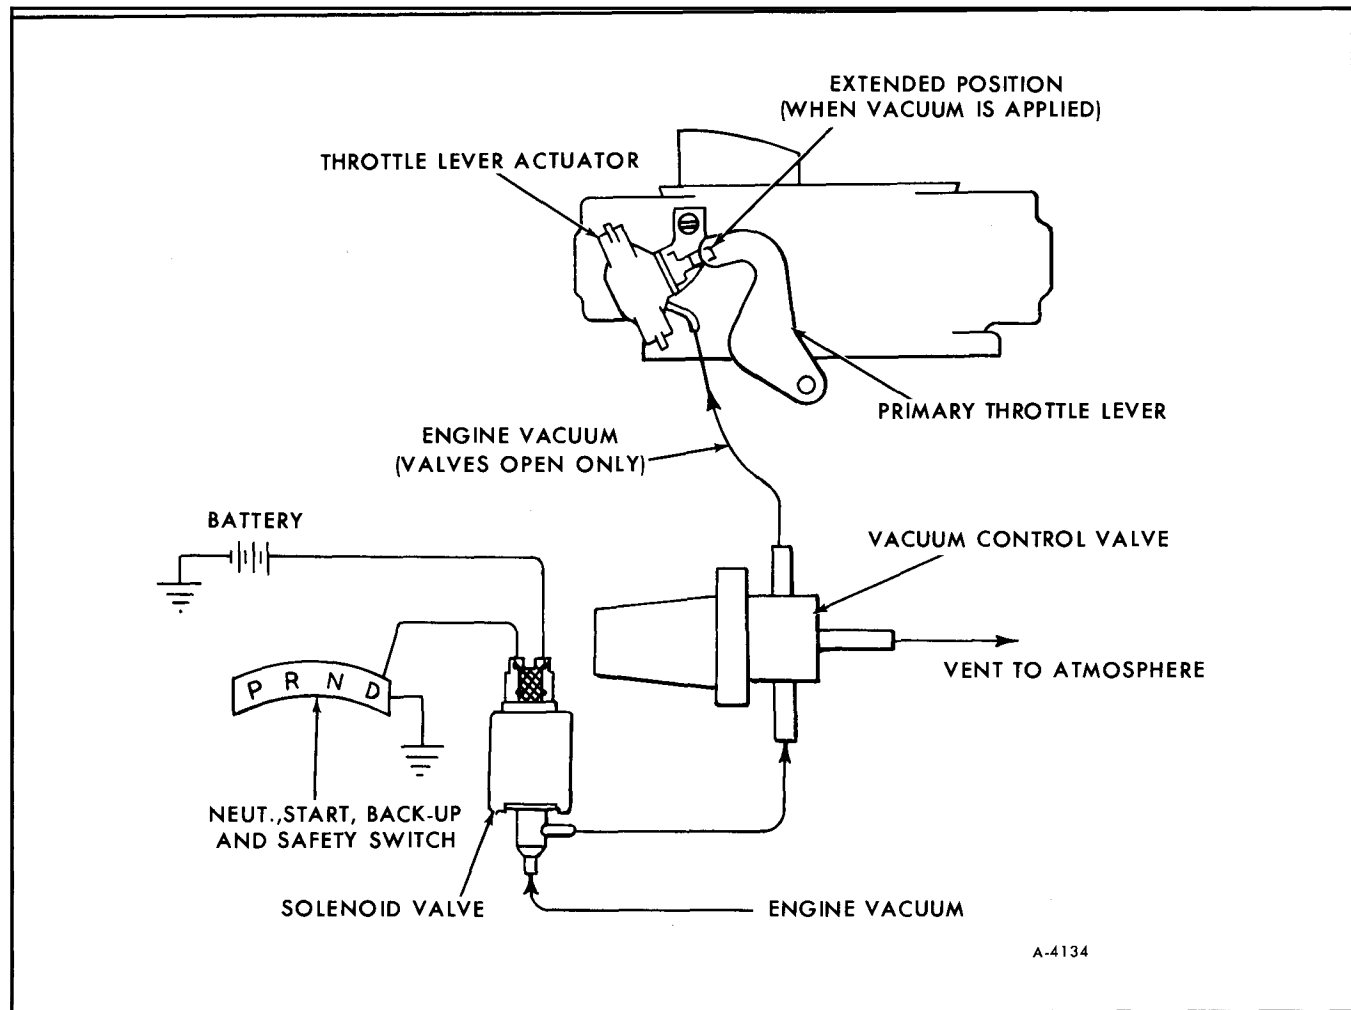 EXTENDED POSITION
(WHEN VACUUM IS APPLIED)
THROTTLE LEVER ACTUATOR
PRIMARY THROTTLE LEVER
ENGINE VACUUM
(VALVES OPEN ONLY)
BATTERY
VACUUM CONTROL VALVE
VENT TO ATMOSPHERE
P R N D
NEUT.,START, BACK-UP
AND SAFETY SWITCH
SOLENOID VALVE
ENGINE VACUUM
A-4134